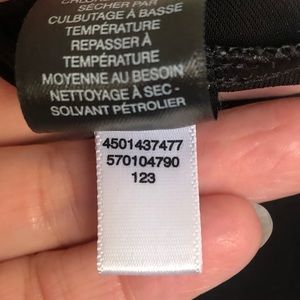 SÉCHER PAR
CULBUTAGE À BASSE
TEMPÉRATURE
REPASSER À
TEMPÉRATURE
MOYENNE AU BESOIN
NETTOYAGE À SEC-
SOLVANT PÉTROLIER
4501437477
570104790
123